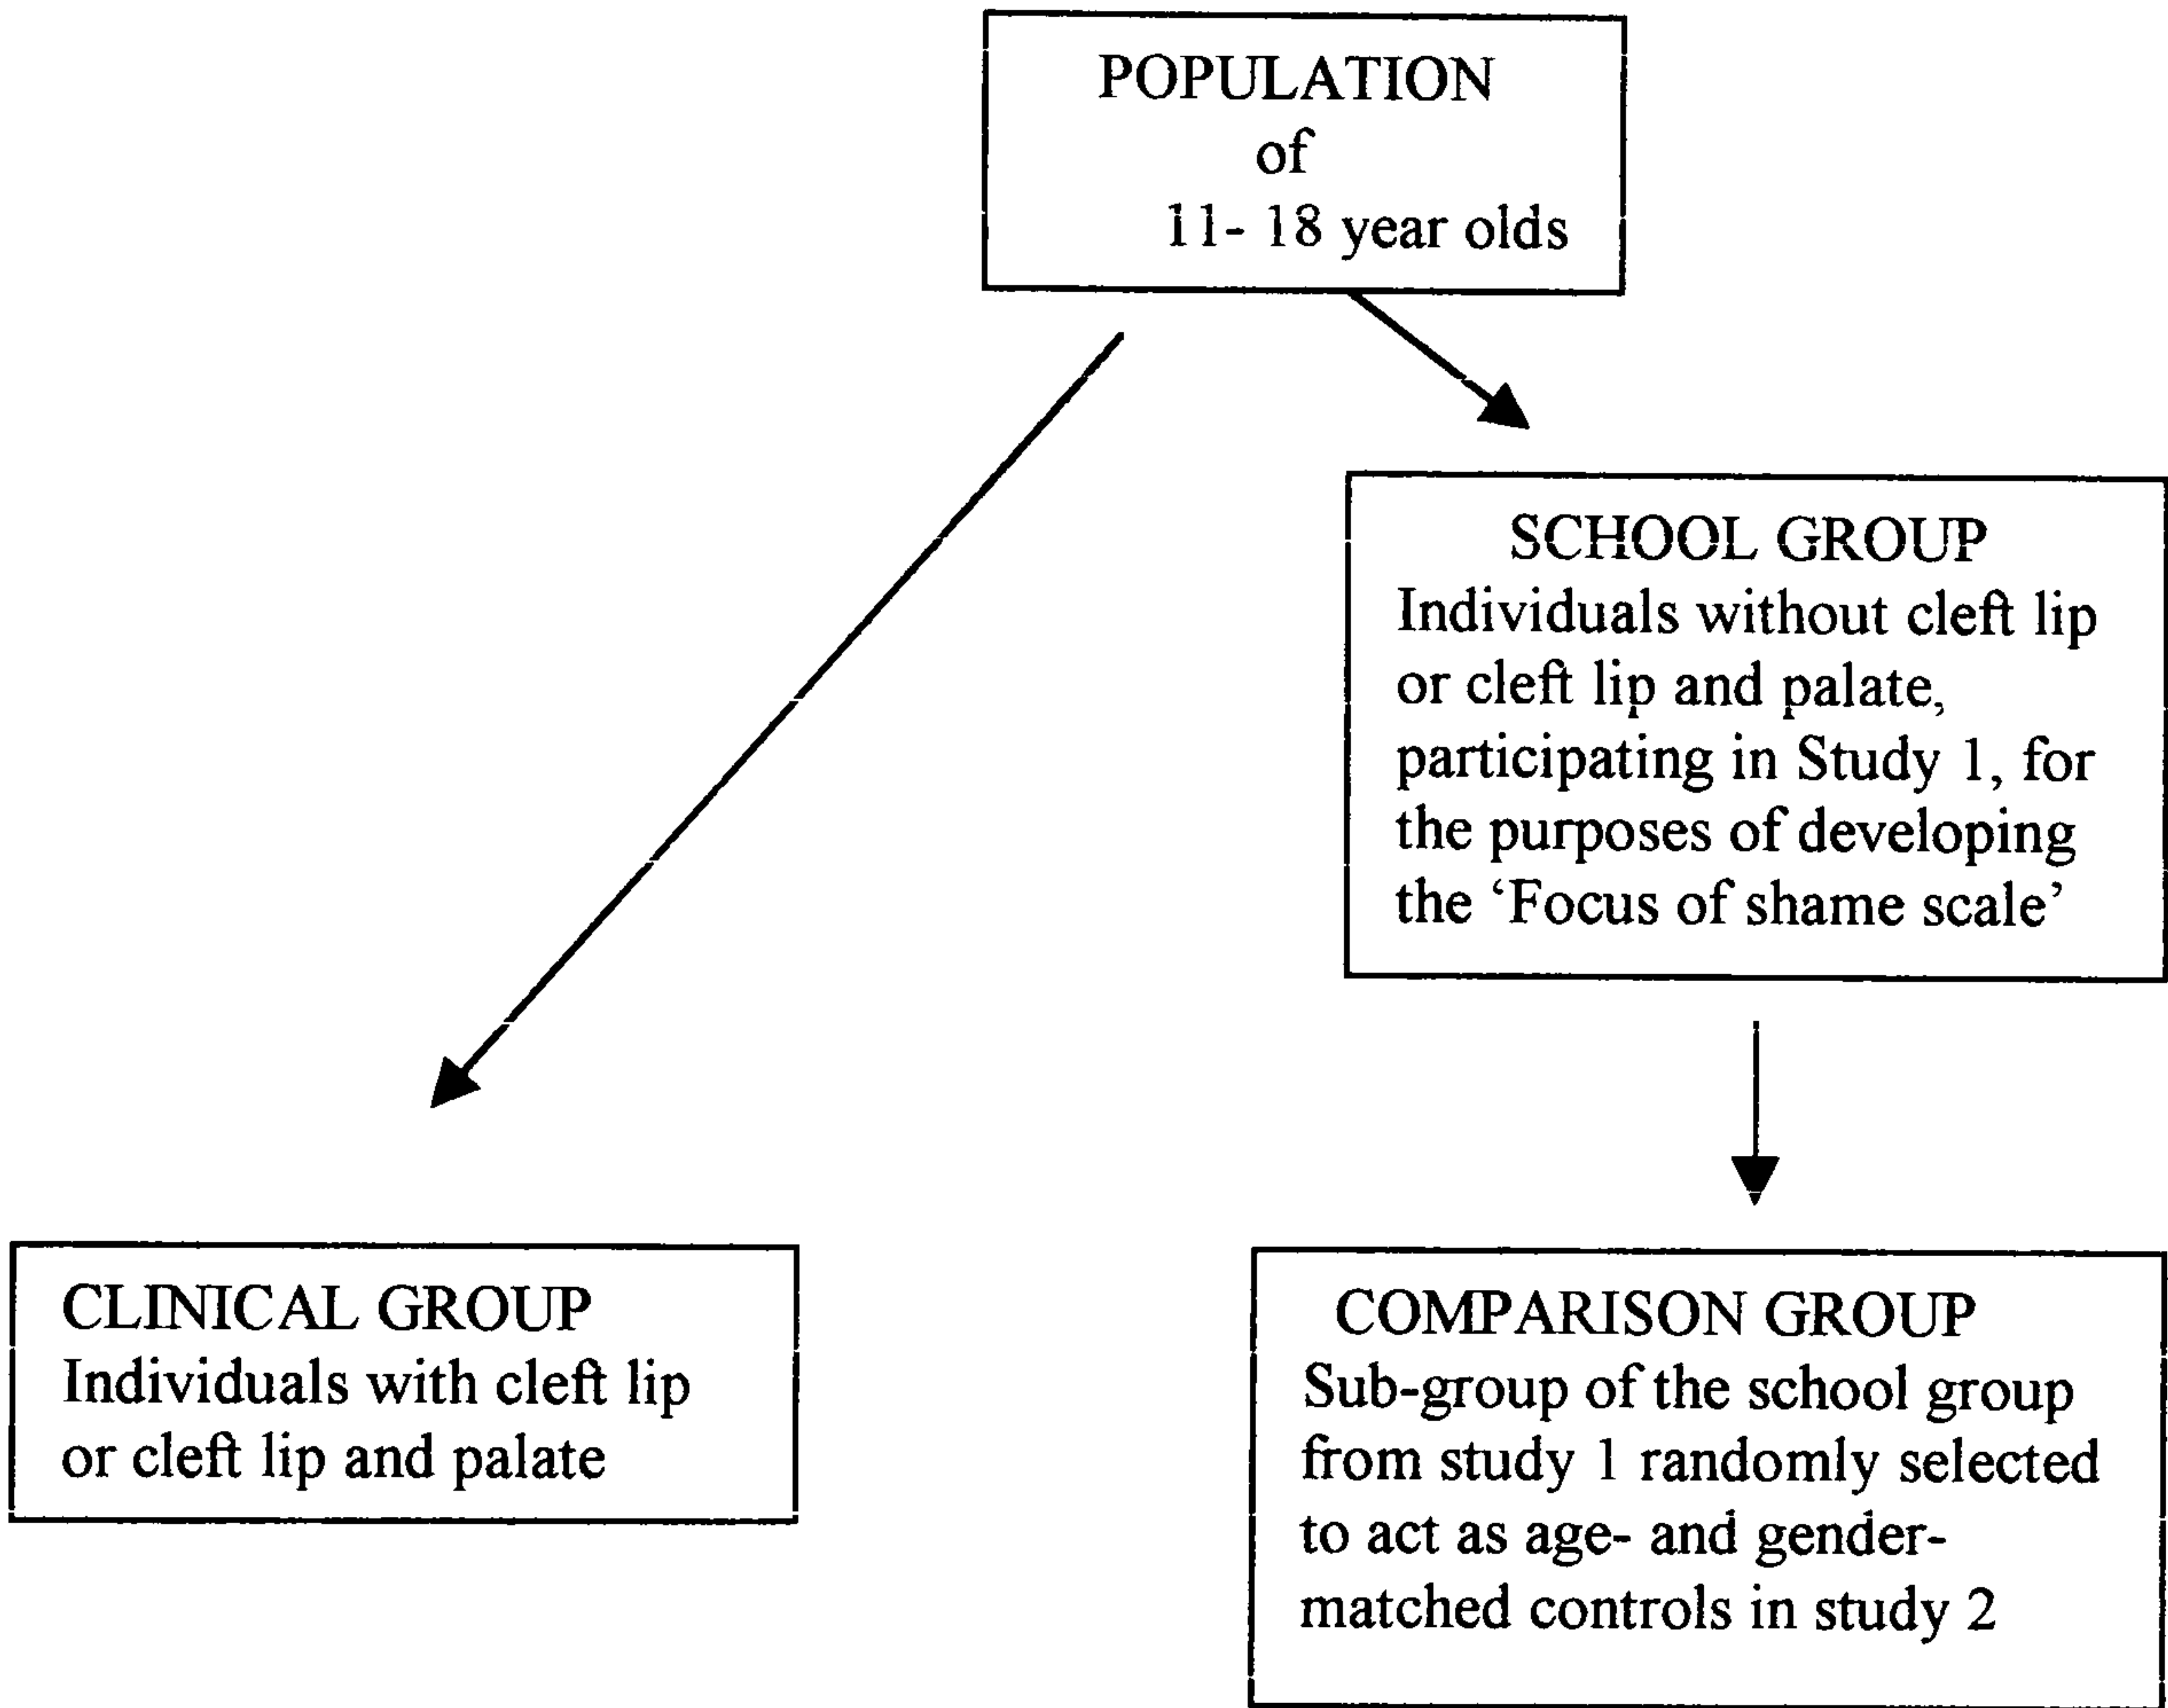 POPULATION
of
11- 18 year olds
SCHOOL GROUP
Individuals without cleft lip
or cleft lip and palate,
participating in Study 1, for
the purposes of developing
the ‘Focus of shame scale’
CLINICAL GROUP
Individuals with cleft lip
or cleft lip and palate
COMPARISON GROUP
Sub-group of the school group
from study 1 randomly selected
to act as age- and gender-
matched controls in study 2